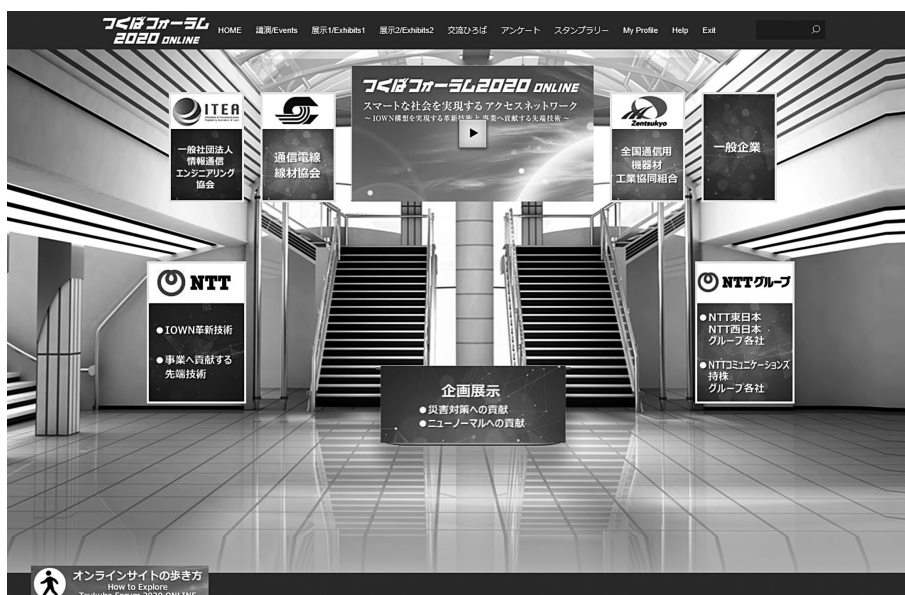 つくばフォーラム
2020 ONLINE
HOME 講演/Events 展示1/Exhibits1 展示2/Exhibits2 交流ひろば アンケート スタンプラリー My Profile Help Exit
ITEA
一般社団法人
情報通信
エンジニアリング
協会
通信電線
線材協会
つくばフォーラム2020 ONLINE
スマートな社会を実現するアクセスネットワーク
～IOWN構想を実現する革新技術と事業へ貢献する先端技術～
Zentsukyo
全国通信用
機器材
工業協同組合
一般企業
NTT
●IOWN革新技術
●事業へ貢献する
先端技術
NTTグループ
●NTT東日本
NTT西日本
グループ各社
●NTTコミュニケーションズ
持株
グループ各社
企画展示
●災害対策への貢献
●ニューノーマルへの貢献
オンラインサイトの歩き方
How to Explore
Tsukuba Forum 2020 ONLINE